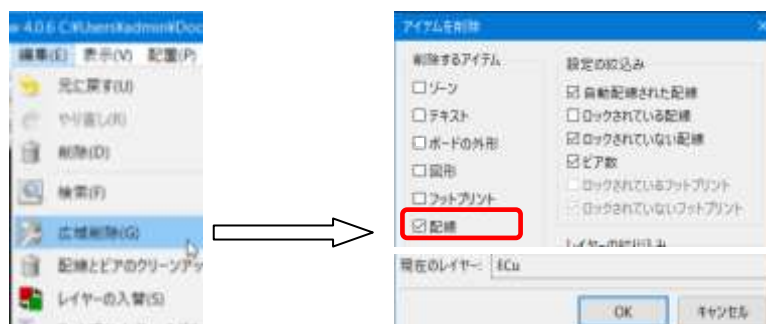 編集(E) 表示(V) 配置(P)
元に戻す(U)
やり直し(R)
削除(D)
検索(F)
広域削除(G)
配線とビアのクリーンアッ
レイヤーの入替(S)
アイテムを削除
削除するアイテム
ゾーン
テキスト
ボードの外形
図形
フットプリント
配線
設定の絞込み
自動配線された配線
ロックされている配線
ロックされていない配線
ビア数
ロックされているフットプリント
ロックされていないフットプリント
レイヤーの絞り込み
現在のレイヤー:
OK キャンセル